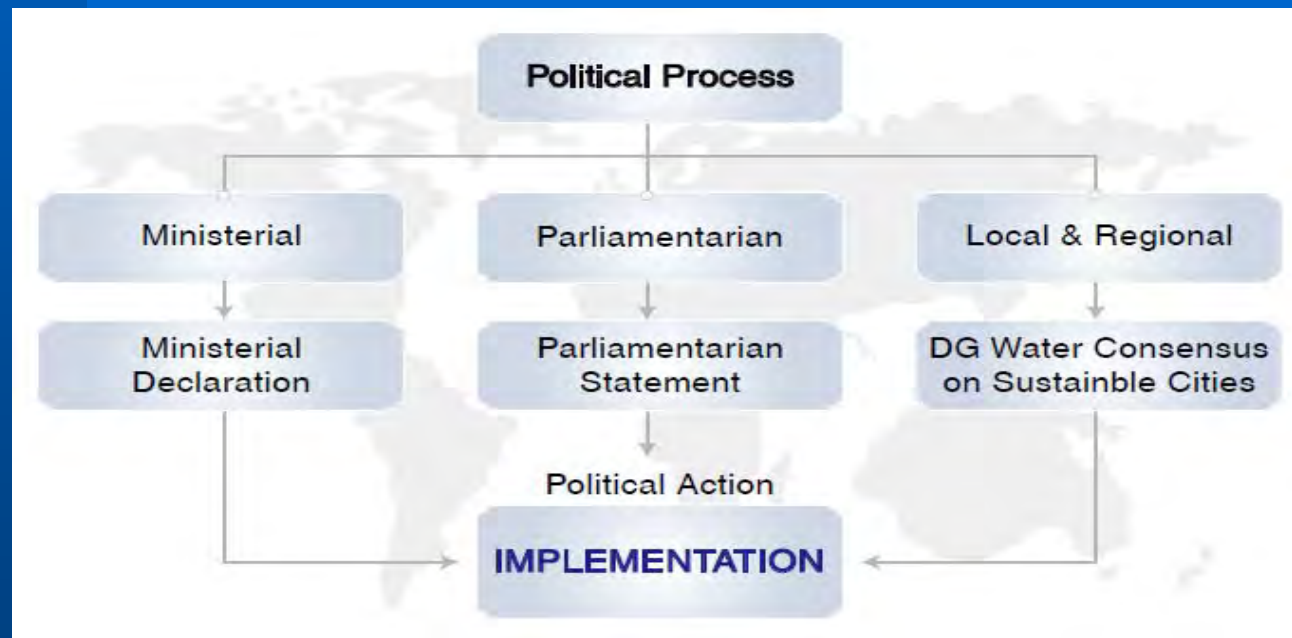 Political Process
Ministerial
Parliamentarian
Local & Regional
Ministerial
Declaration
Parliamentarian
Statement
DG Water Consensus
on Sustainble Cities
Political Action
IMPLEMENTATION